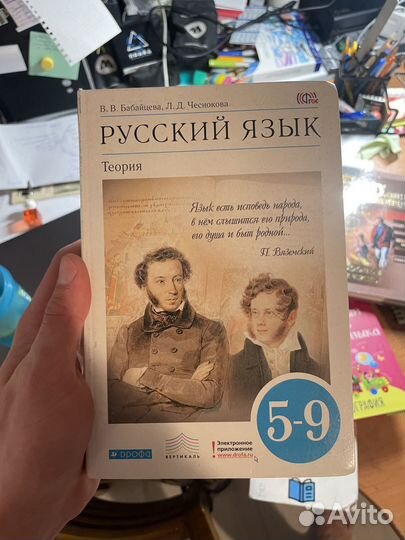 В. В. Бабайцева, Л. Д. Чеснокова
ФГОС
РУССКИЙ ЯЗЫК
Теория
Язык есть исповедь народа,
в нём слышится его природа,
его душа и быт родной...
П. Вяземский
5-9
дрофа
ВЕРТИКАЛЬ
! Электронное
приложение
www.drofa.ru
Avito